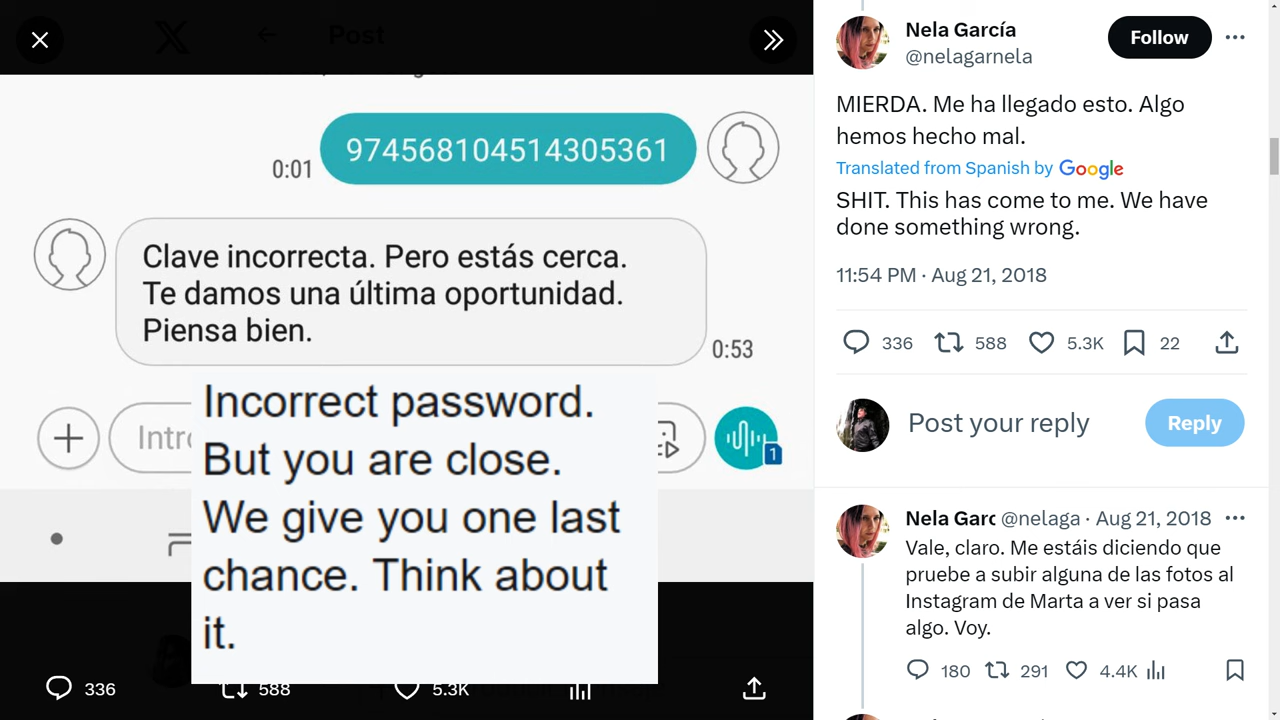 Post
974568104514305361
0:01
Clave incorrecta. Pero estás cerca.
Te damos una última oportunidad.
Piensa bien.
0:53
Intro
1
Incorrect password.
But you are close.
We give you one last
chance. Think about
it.
336
588
5.3K
Nela García
@nelagarnela
Follow
MIERDA. Me ha llegado esto. Algo
hemos hecho mal.
Translated from Spanish by Google
SHIT. This has come to me. We have
done something wrong.
11:54 PM · Aug 21, 2018
336
588
5.3K
22
Post your reply
Reply
Nela Garc @nelaga · Aug 21, 2018
Vale, claro. Me estáis diciendo que
pruebe a subir alguna de las fotos al
Instagram de Marta a ver si pasa
algo. Voy.
180
291
4.4K